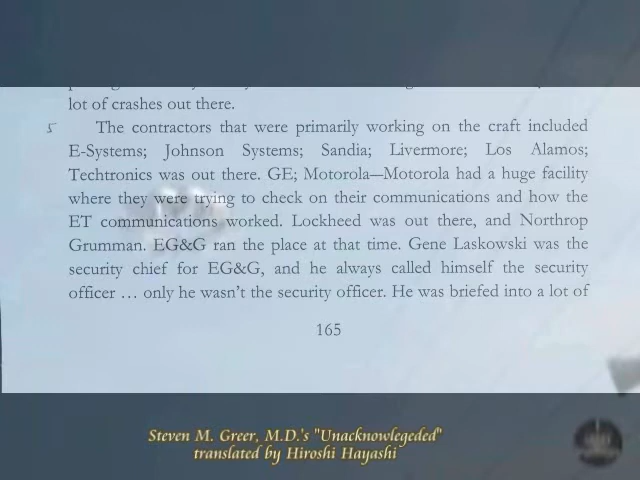 lot of crashes out there.
5 The contractors that were primarily working on the craft included
E-Systems; Johnson Systems; Sandia; Livermore; Los Alamos;
Techtronics was out there. GE; Motorola—Motorola had a huge facility
where they were trying to check on their communications and how the
ET communications worked. Lockheed was out there, and Northrop
Grumman. EG&G ran the place at that time. Gene Laskowski was the
security chief for EG&G, and he always called himself the security
officer … only he wasn't the security officer. He was briefed into a lot of
165
Steven M. Greer, M.D.'s "Unacknowlegeded"
translated by Hiroshi Hayashi